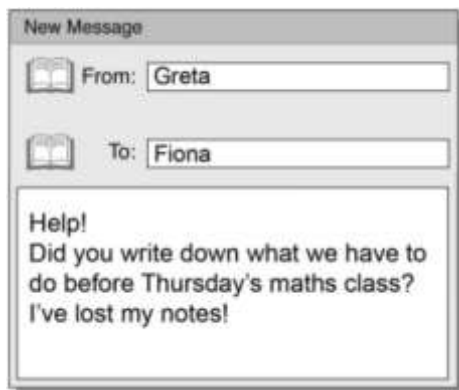 New Message
From: Greta
To: Fiona
Help!
Did you write down what we have to
do before Thursday's maths class?
I've lost my notes!